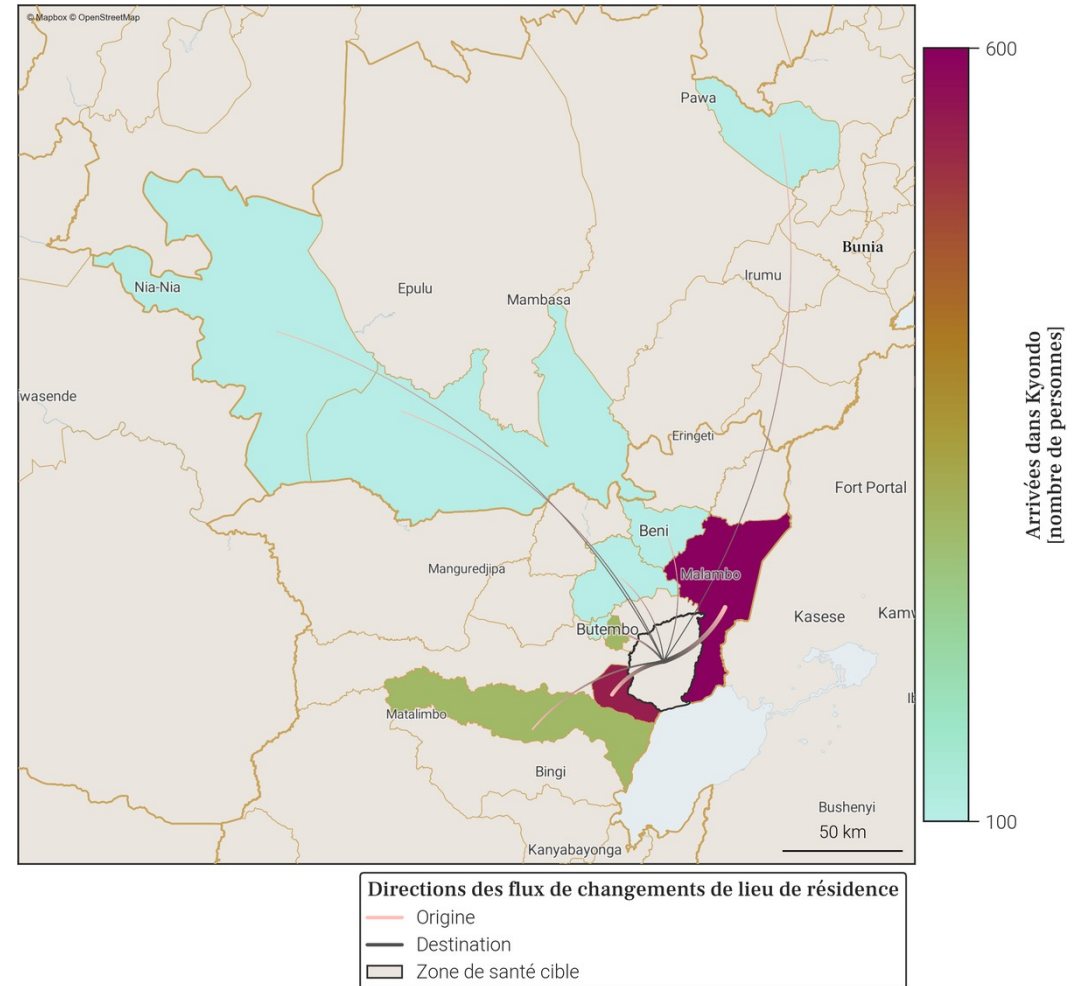 © Mapbox © OpenStreetMap
Pawa
Bunia
Irumu
Nia-Nia
Epulu
Mambasa
wasende
Eringeti
Fort Portal
Beni
Manguredjipa
Malambo
Kasese
Kamw
Butembo
Matalimbo
Bingi
Bushenyi
50 km
Kanyabayonga
600
100
Arrivées dans Kyondo
[nombre de personnes]
Directions des flux de changements de lieu de résidence
Origine
Destination
Zone de santé cible